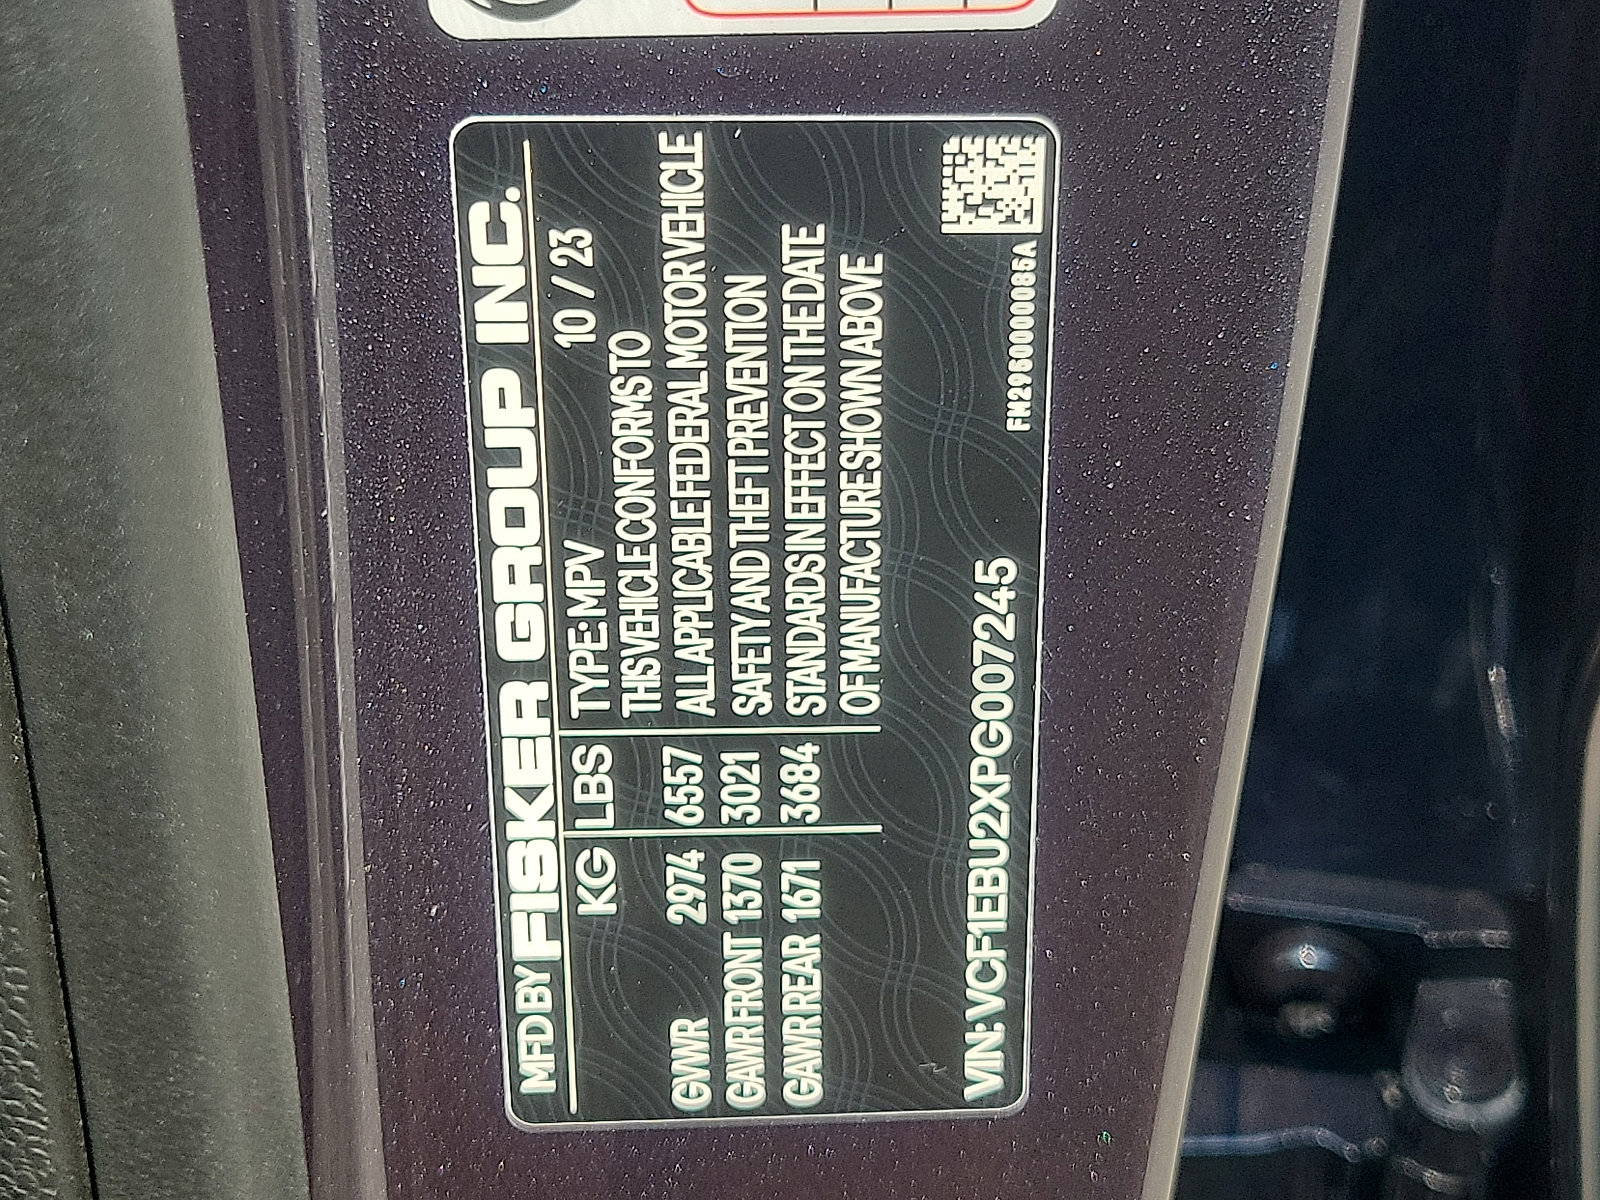 MFD BY FISKER GROUP INC.
KG LBS TYPE: MPV 10 / 23
THIS VEHICLE CONFORMS TO
GVWR 2974 6557 ALL APPLICABLE FEDERAL MOTOR VEHICLE
GAWR FRONT 1370 3021 SAFETY AND THEFT PREVENTION
GAWR REAR 1671 3684 STANDARDS IN EFFECT ON THE DATE
OF MANUFACTURE SHOWN ABOVE
VIN: VCF1EBU2XPG007245
FM29600000085A